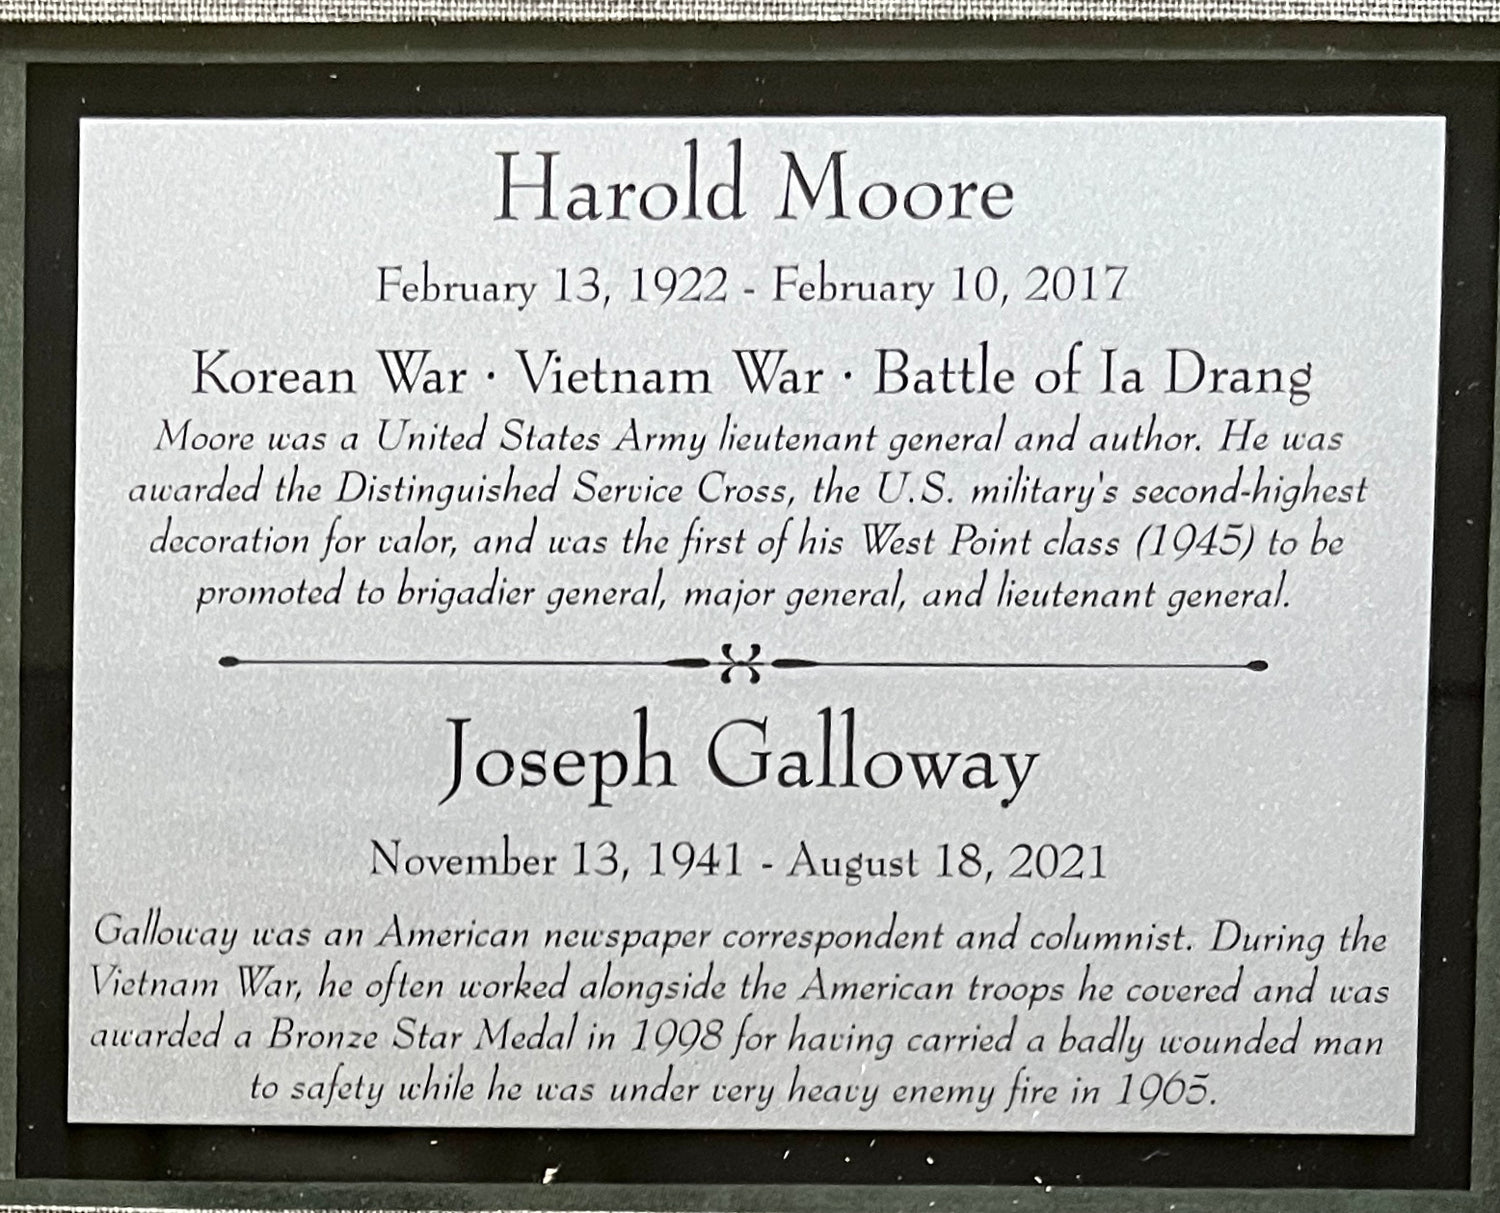 Harold Moore
February 13, 1922 - February 10, 2017
Korean War · Vietnam War · Battle of Ia Drang
Moore was a United States Army lieutenant general and author. He was
awarded the Distinguished Service Cross, the U.S. military's second-highest
decoration for valor, and was the first of his West Point class (1945) to be
promoted to brigadier general, major general, and lieutenant general.
Joseph Galloway
November 13, 1941 - August 18, 2021
Galloway was an American newspaper correspondent and columnist. During the
Vietnam War, he often worked alongside the American troops he covered and was
awarded a Bronze Star Medal in 1998 for having carried a badly wounded man
to safety while he was under very heavy enemy fire in 1965.